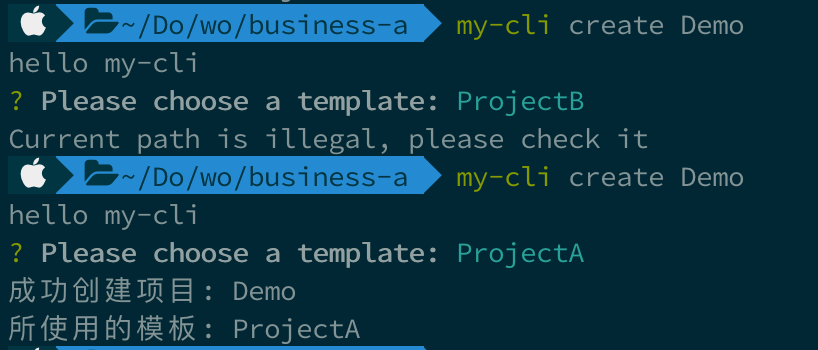 ~/Do/wo/business-a my-cli create Demo
hello my-cli
? Please choose a template: ProjectB
Current path is illegal, please check it
~/Do/wo/business-a my-cli create Demo
hello my-cli
? Please choose a template: ProjectA
成功创建项目: Demo
所使用的模板: ProjectA